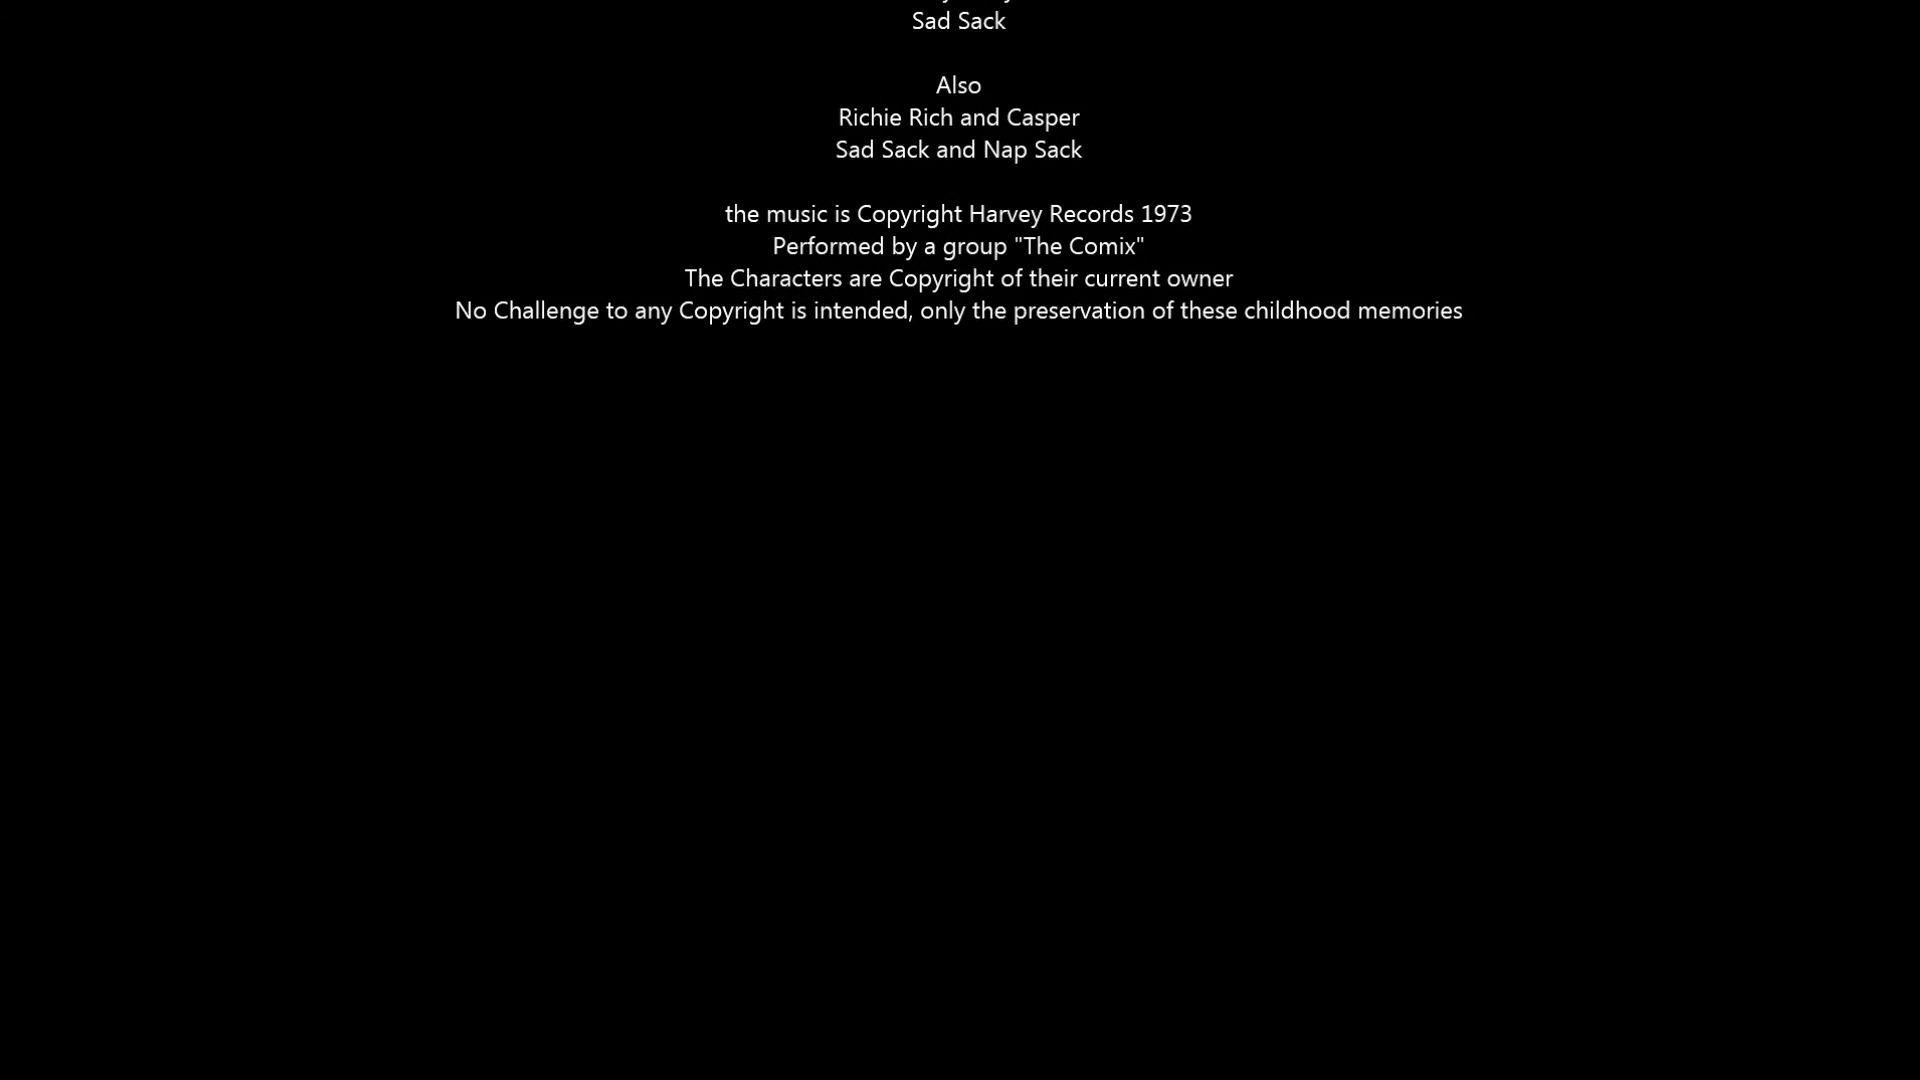 Sad Sack
Also
Richie Rich and Casper
Sad Sack and Nap Sack
the music is Copyright Harvey Records 1973
Performed by a group "The Comix"
The Characters are Copyright of their current owner
No Challenge to any Copyright is intended, only the preservation of these childhood memories